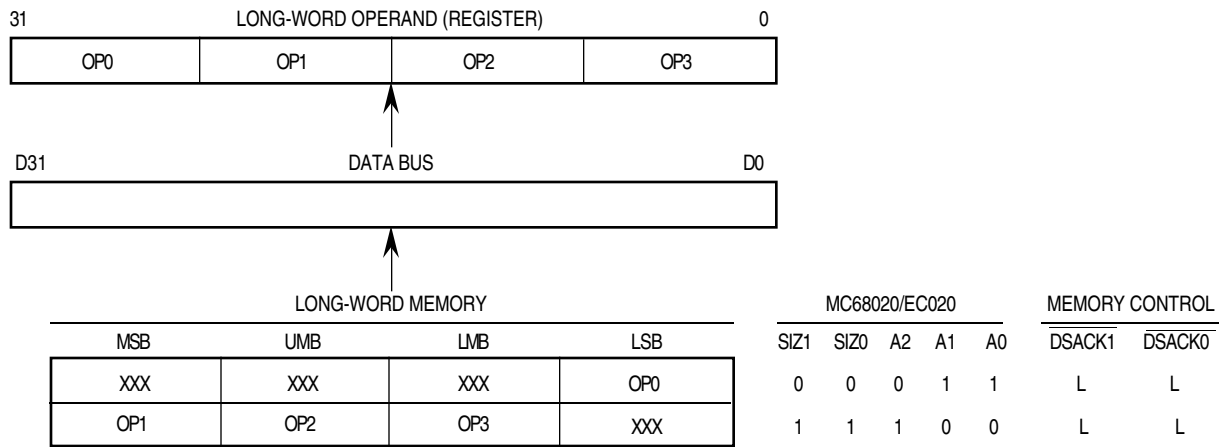 31 LONG-WORD OPERAND (REGISTER) 0
OP0 OP1 OP2 OP3
D31 DATA BUS D0
LONG-WORD MEMORY MC68020/EC020 MEMORY CONTROL
MSB UMB LMB LSB SIZ1 SIZ0 A2 A1 A0 DSACK1 DSACK0
XXX XXX XXX OP0 0 0 0 1 1 L L
OP1 OP2 OP3 XXX 1 1 1 0 0 L L